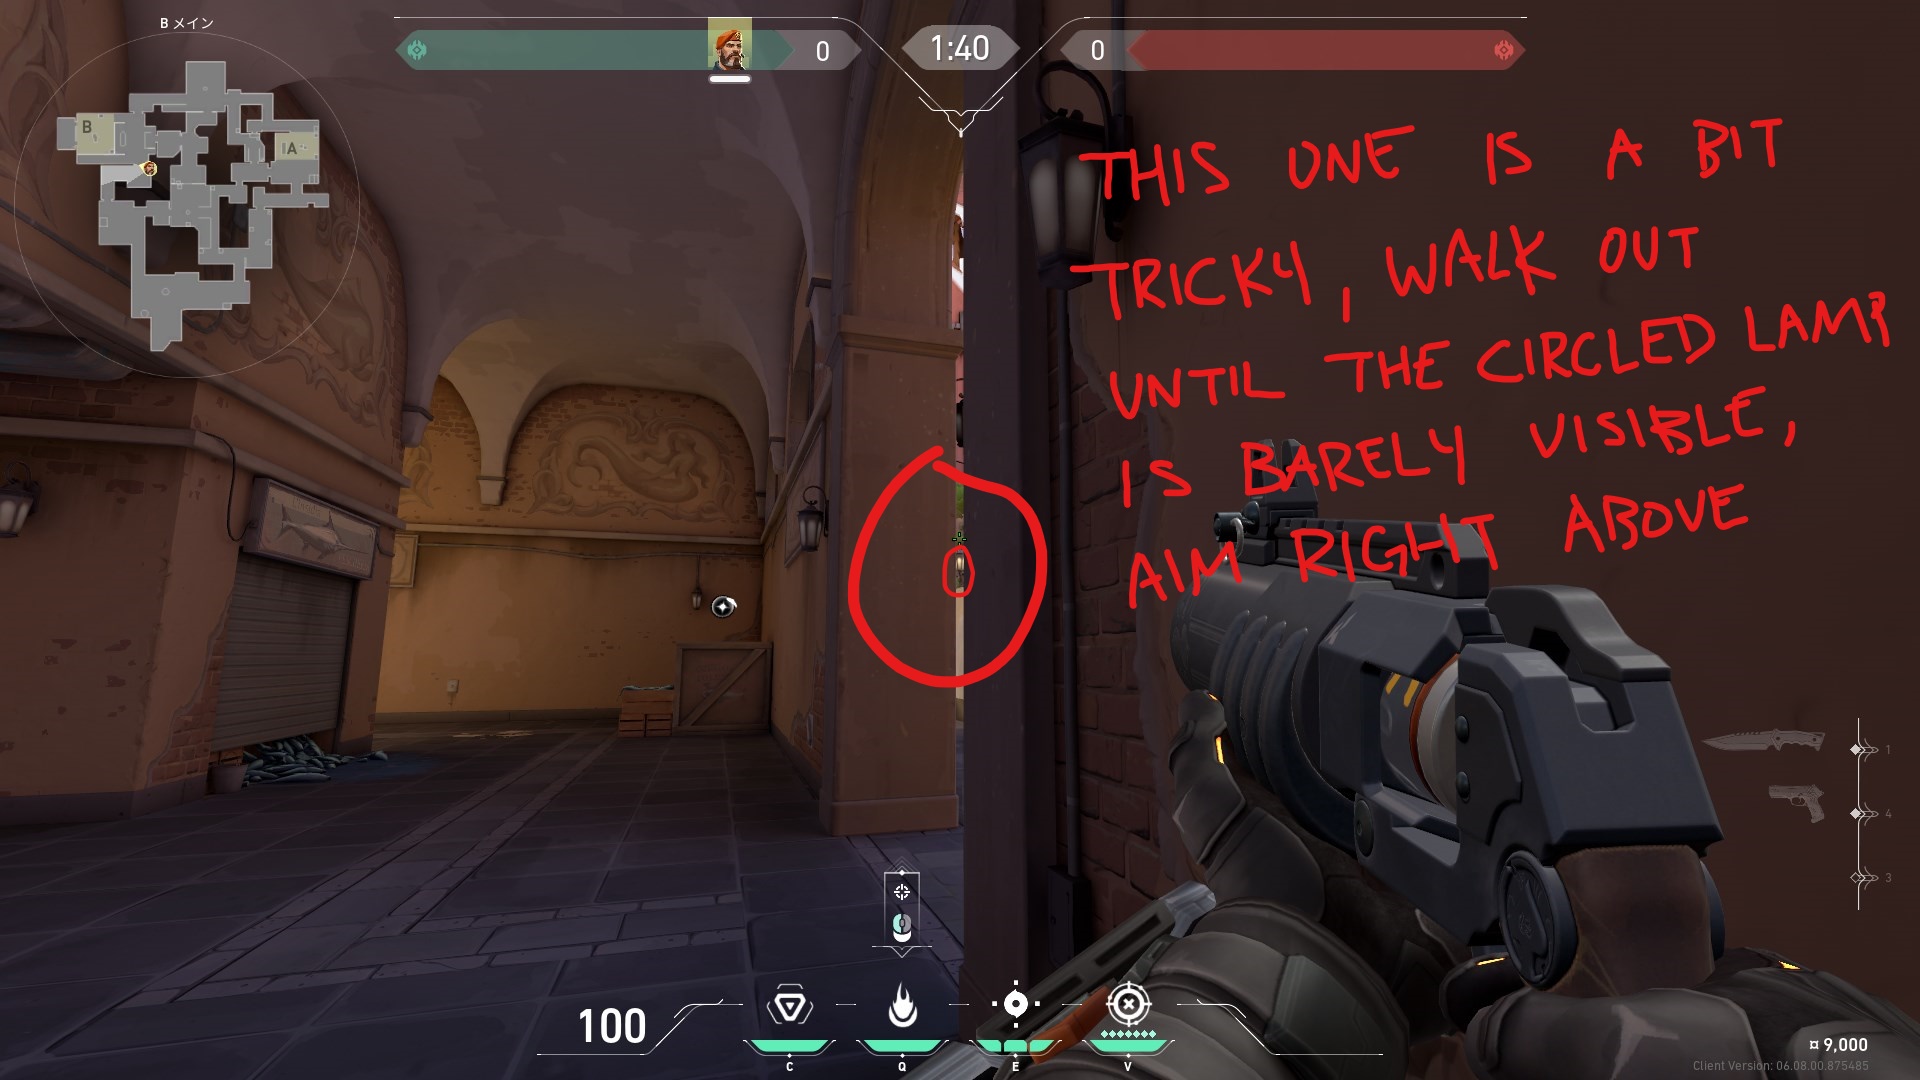 B メイン
0
1:40
0
B
A
THIS ONE IS A BIT
TRICKY, WALK OUT
UNTIL THE CIRCLED LAMP
IS BARELY VISIBLE,
AIM RIGHT ABOVE
1
4
3
100
C
Q
E
V
¤ 9,000
Client Version: 06.08.00.875485